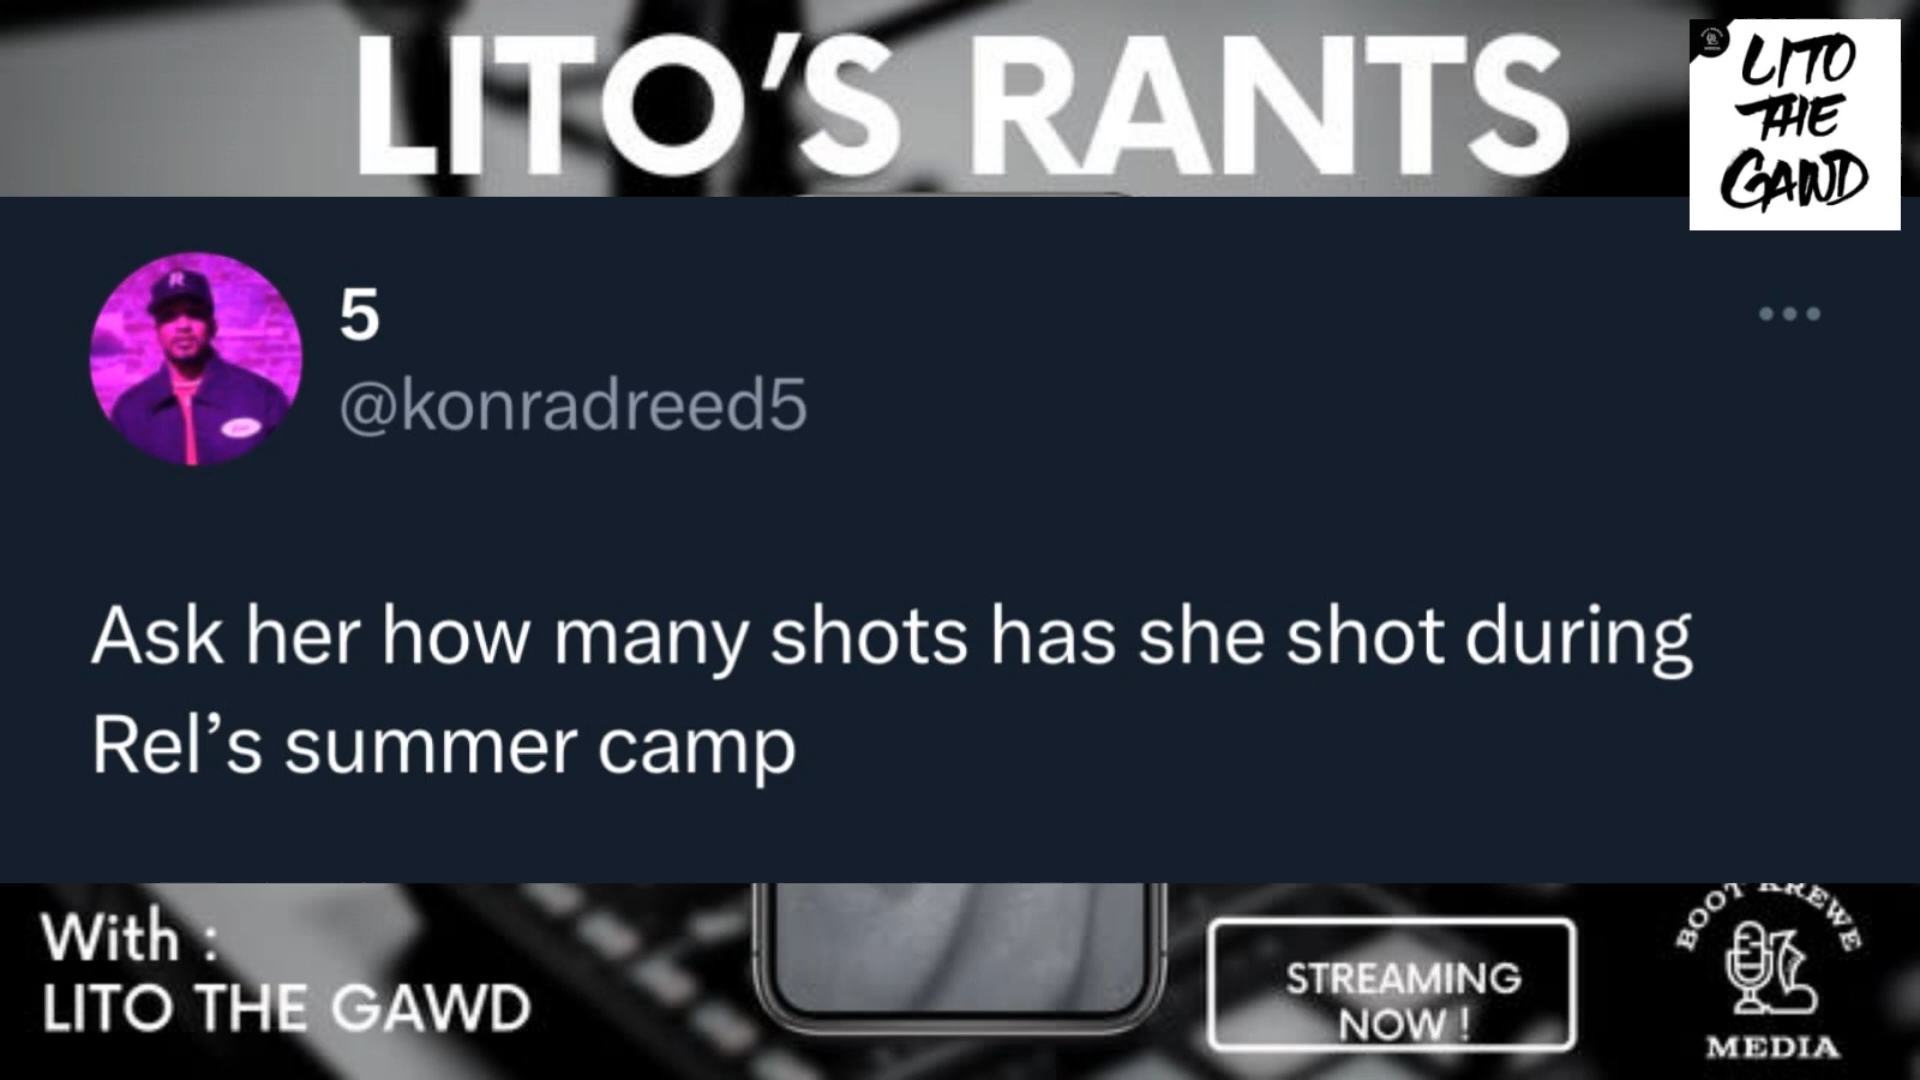 LITO'S RANTS
LITO
THE
GAWD
5
@konradreed5
Ask her how many shots has she shot during
Rel's summer camp
With :
LITO THE GAWD
STREAMING
NOW !
BOOT KREWE
MEDIA